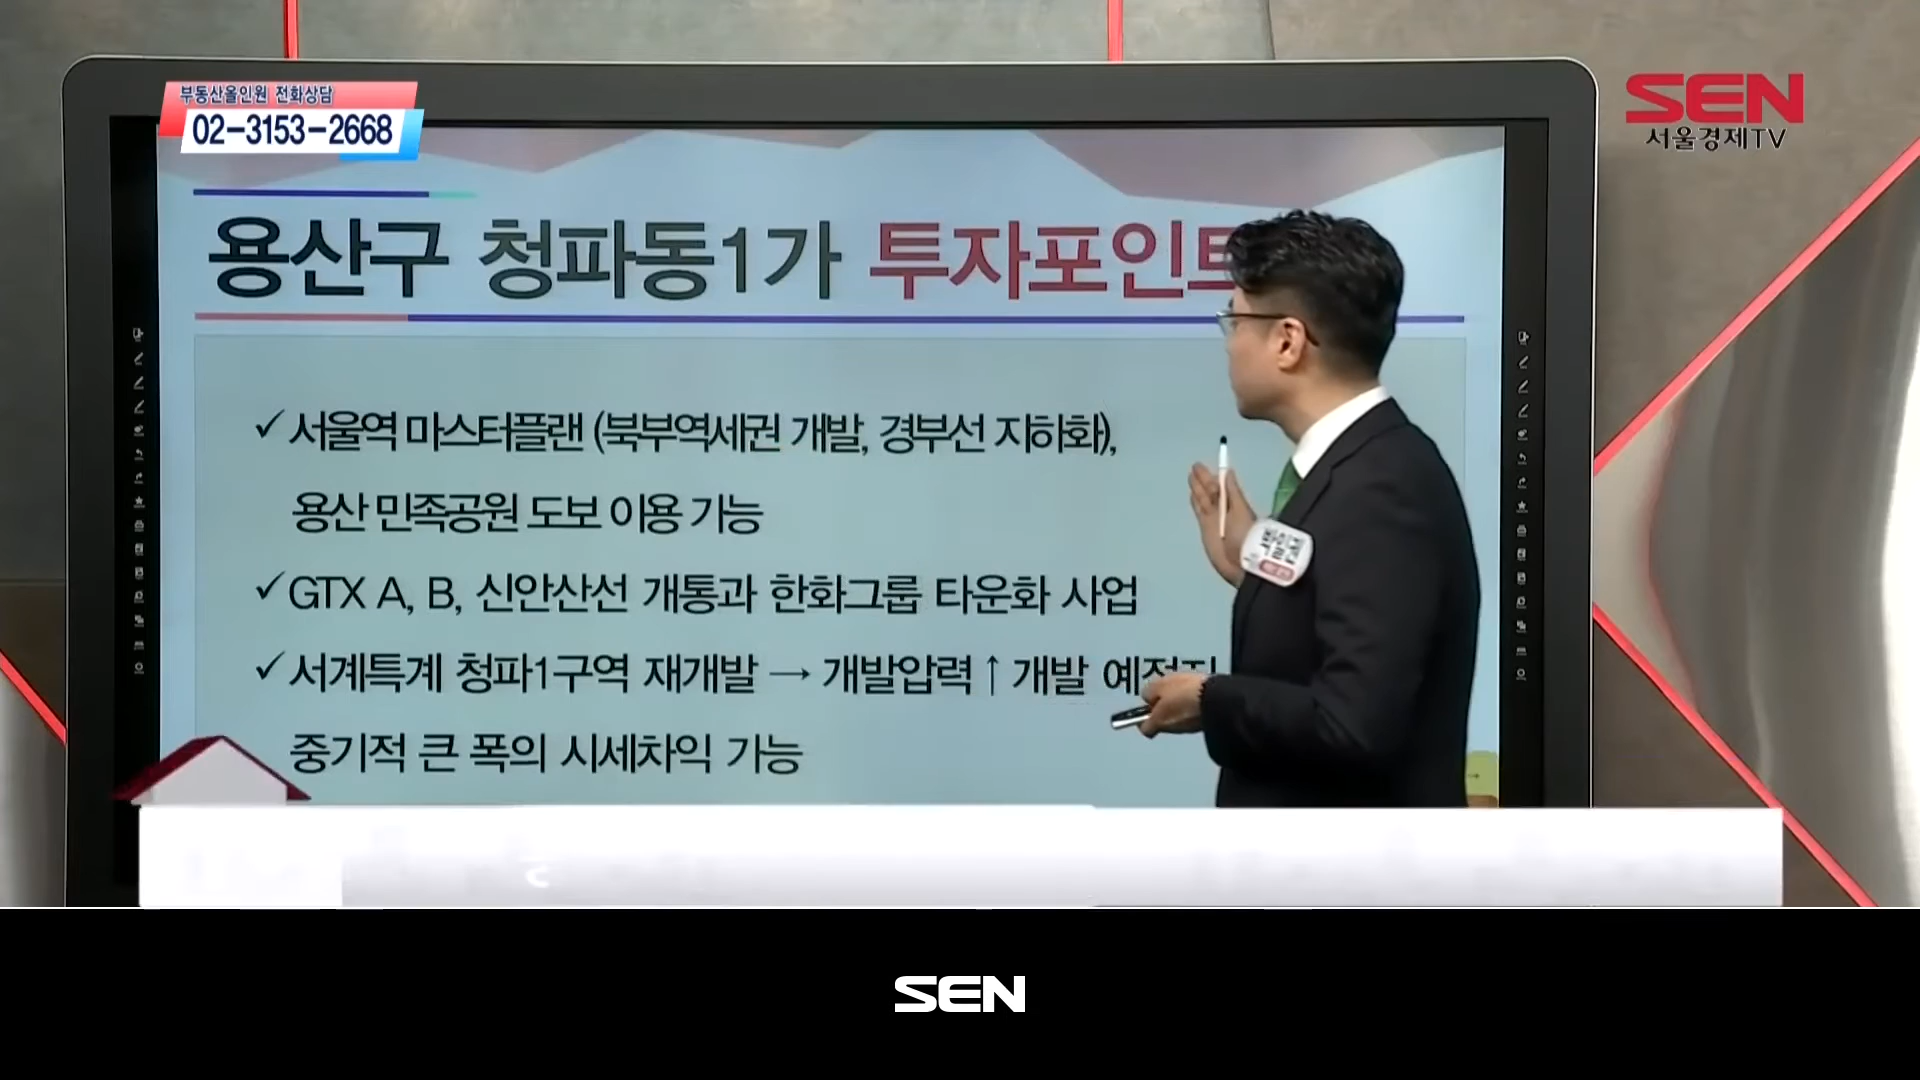 부동산올인원 전화상담
02-3153-2668
SEN
서울경제TV
용산구 청파동1가 투자포인트
✓서울역 마스터플랜 (북부역세권 개발, 경부선 지하화),
용산 민족공원 도보 이용 가능
✓GTX A, B, 신안산선 개통과 한화그룹 타운화 사업
✓서계특계 청파1구역 재개발 → 개발압력↑개발
중기적 큰 폭의 시세차익 가능
SEN